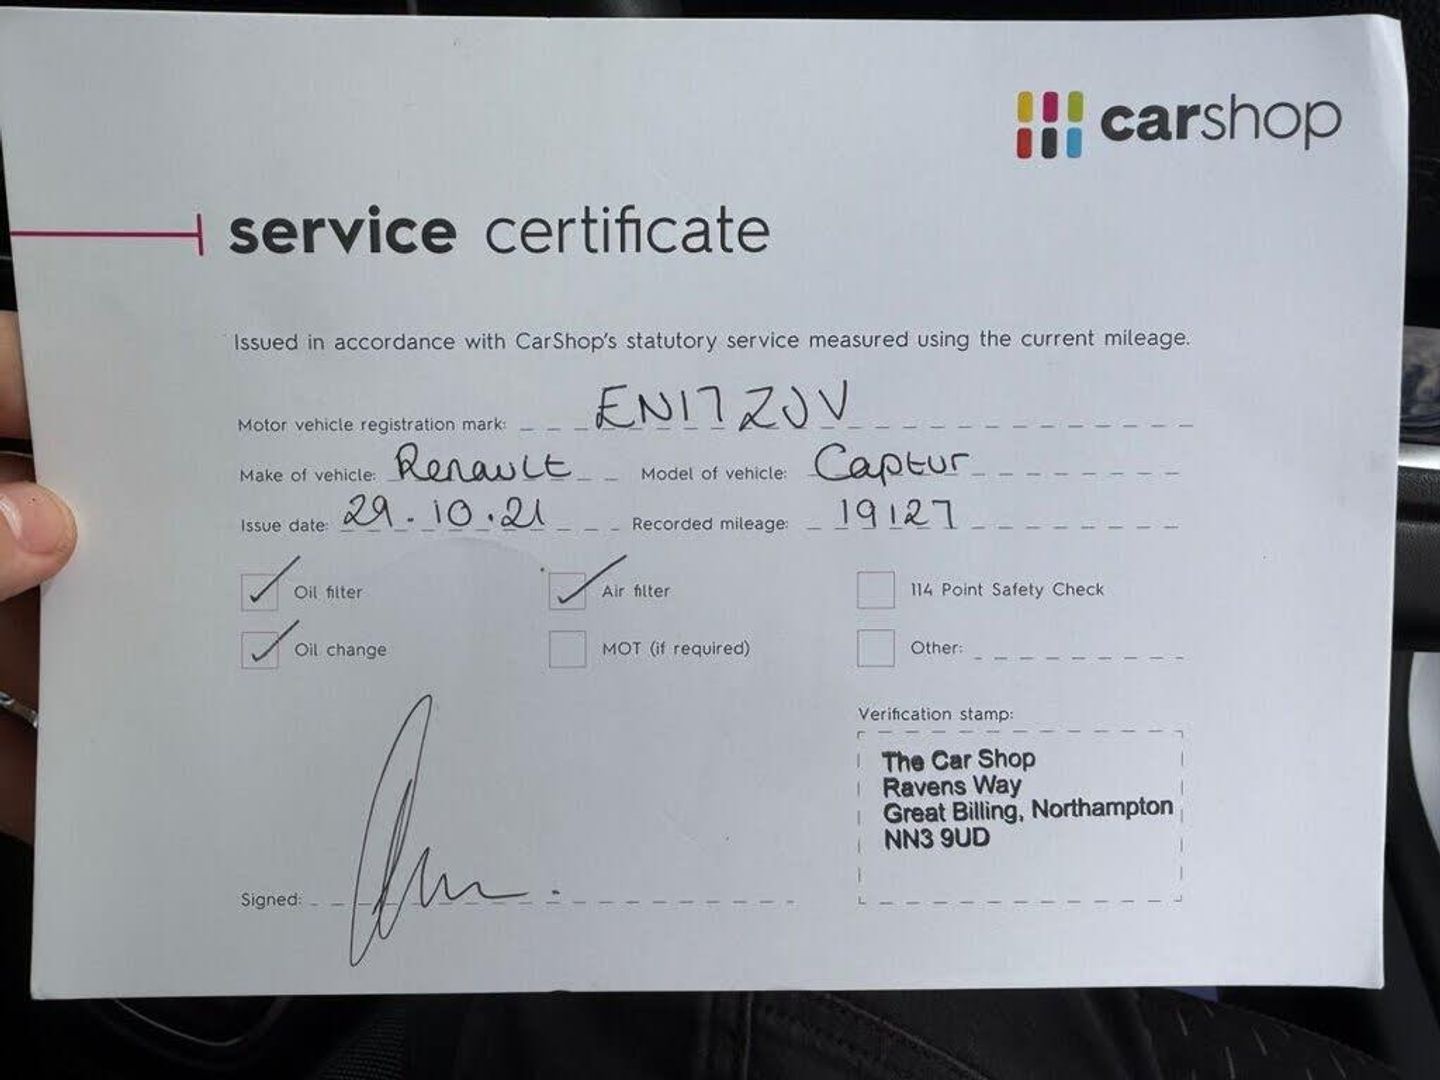 carshop
service certificate
Issued in accordance with CarShop's statutory service measured using the current mileage.
Motor vehicle registration mark: EN17 ZJV
Make of vehicle: Renault Model of vehicle: Captur
Issue date: 29.10.21 Recorded mileage: 19127
Oil filter Air filter 114 Point Safety Check
Oil change MOT (if required) Other:
Verification stamp:
The Car Shop
Ravens Way
Great Billing, Northampton
NN3 9UD
Signed: